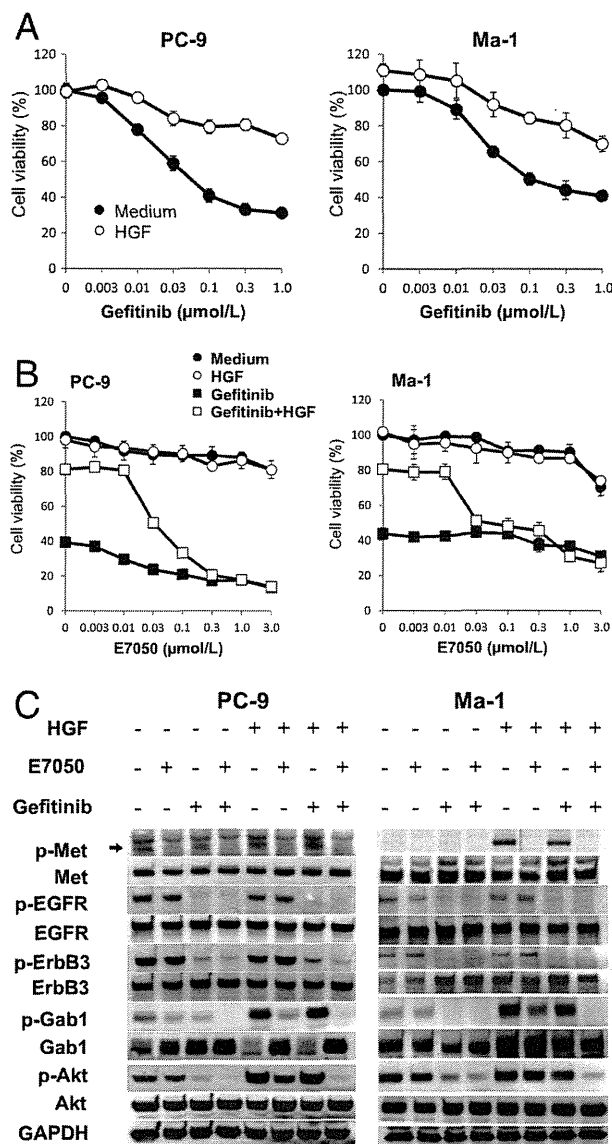 A
PC-9
Ma-1
Cell viability (%)
120
100
80
60
40
20
0
Medium
HGF
0 0.003 0.01 0.03 0.1 0.3 1.0
Gefitinib (µmol/L)
Cell viability (%)
120
100
80
60
40
20
0
0 0.003 0.01 0.03 0.1 0.3 1.0
Gefitinib (µmol/L)
B
PC-9
Medium
HGF
Gefitinib
Gefitinib+HGF
Ma-1
Cell viability (%)
120
100
80
60
40
20
0
0 0.003 0.01 0.03 0.1 0.3 1.0 3.0
E7050 (µmol/L)
Cell viability (%)
120
100
80
60
40
20
0
0 0.003 0.01 0.03 0.1 0.3 1.0 3.0
E7050 (µmol/L)
C
PC-9
Ma-1
HGF - - - - + + + + - - - - + + + +
E7050 - + - + - + - + - + - + - + - +
Gefitinib - - + + - - + + - - + + - - + +
p-Met
Met
p-EGFR
EGFR
p-ErbB3
ErbB3
p-Gab1
Gab1
p-Akt
Akt
GAPDH